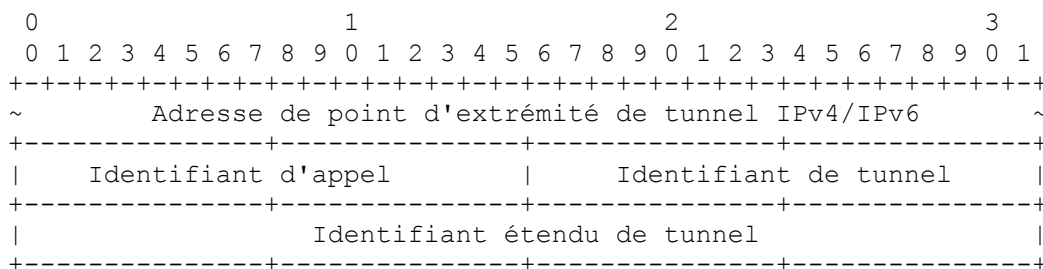 0                   1                   2                   3
 0 1 2 3 4 5 6 7 8 9 0 1 2 3 4 5 6 7 8 9 0 1 2 3 4 5 6 7 8 9 0 1
+-+-+-+-+-+-+-+-+-+-+-+-+-+-+-+-+-+-+-+-+-+-+-+-+-+-+-+-+-+-+-+-+
~        Adresse de point d'extrémité de tunnel IPv4/IPv6       ~
+---------------+---------------+---------------+---------------+
|    Identifiant d'appel        |     Identifiant de tunnel     |
+---------------+---------------+---------------+---------------+
|                  Identifiant étendu de tunnel                 |
+---------------+---------------+---------------+---------------+